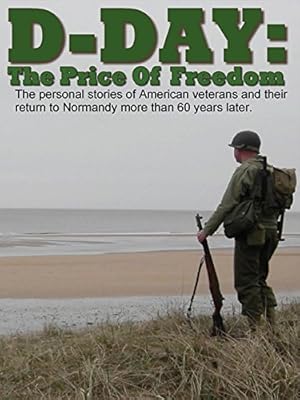 D-DAY:
The Price Of Freedom
The personal stories of American veterans and their
return to Normandy more than 60 years later.